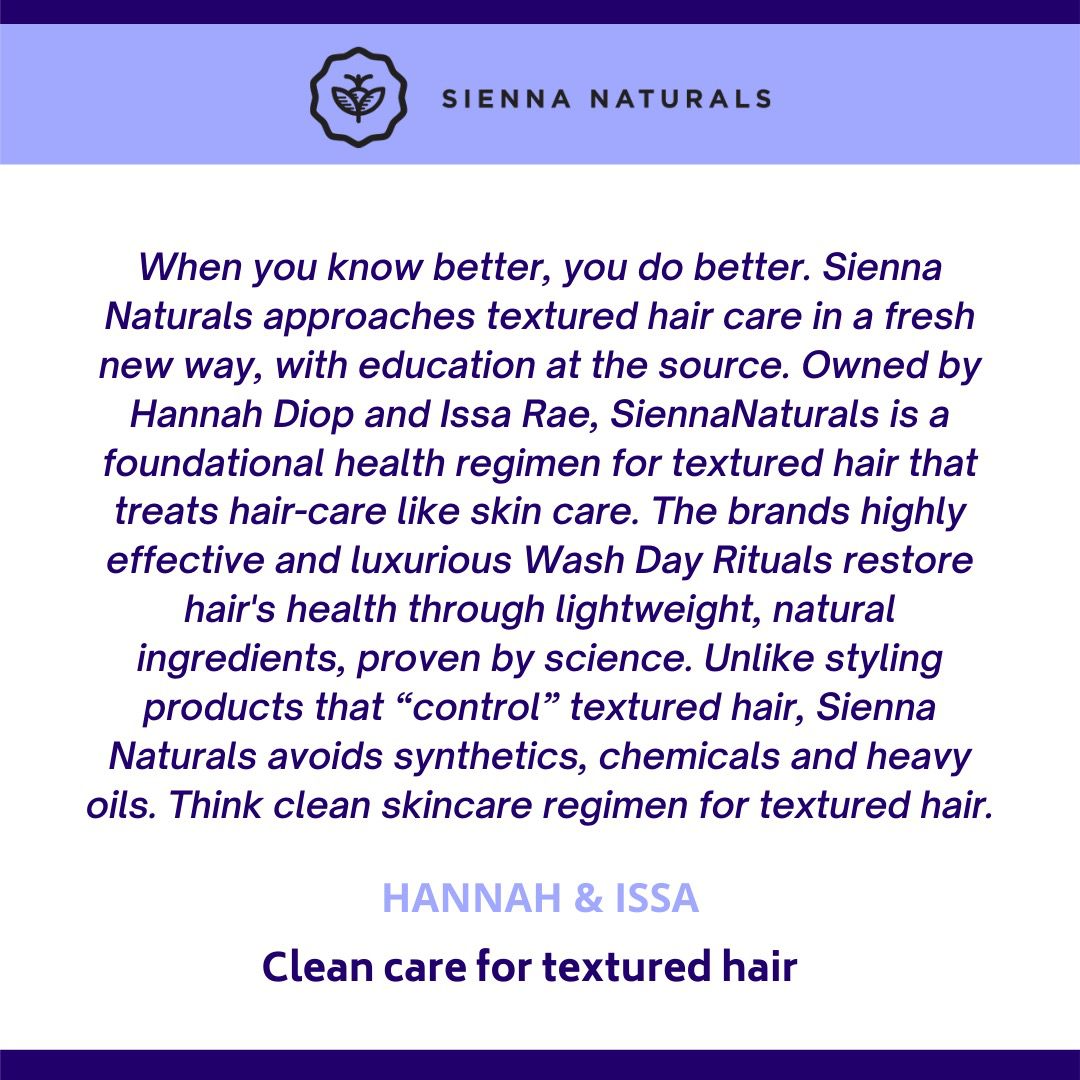 SIENNA NATURALS
When you know better, you do better. Sienna
Naturals approaches textured hair care in a fresh
new way, with education at the source. Owned by
Hannah Diop and Issa Rae, SiennaNaturals is a
foundational health regimen for textured hair that
treats hair-care like skin care. The brands highly
effective and luxurious Wash Day Rituals restore
hair's health through lightweight, natural
ingredients, proven by science. Unlike styling
products that “control” textured hair, Sienna
Naturals avoids synthetics, chemicals and heavy
oils. Think clean skincare regimen for textured hair.
HANNAH & ISSA
Clean care for textured hair